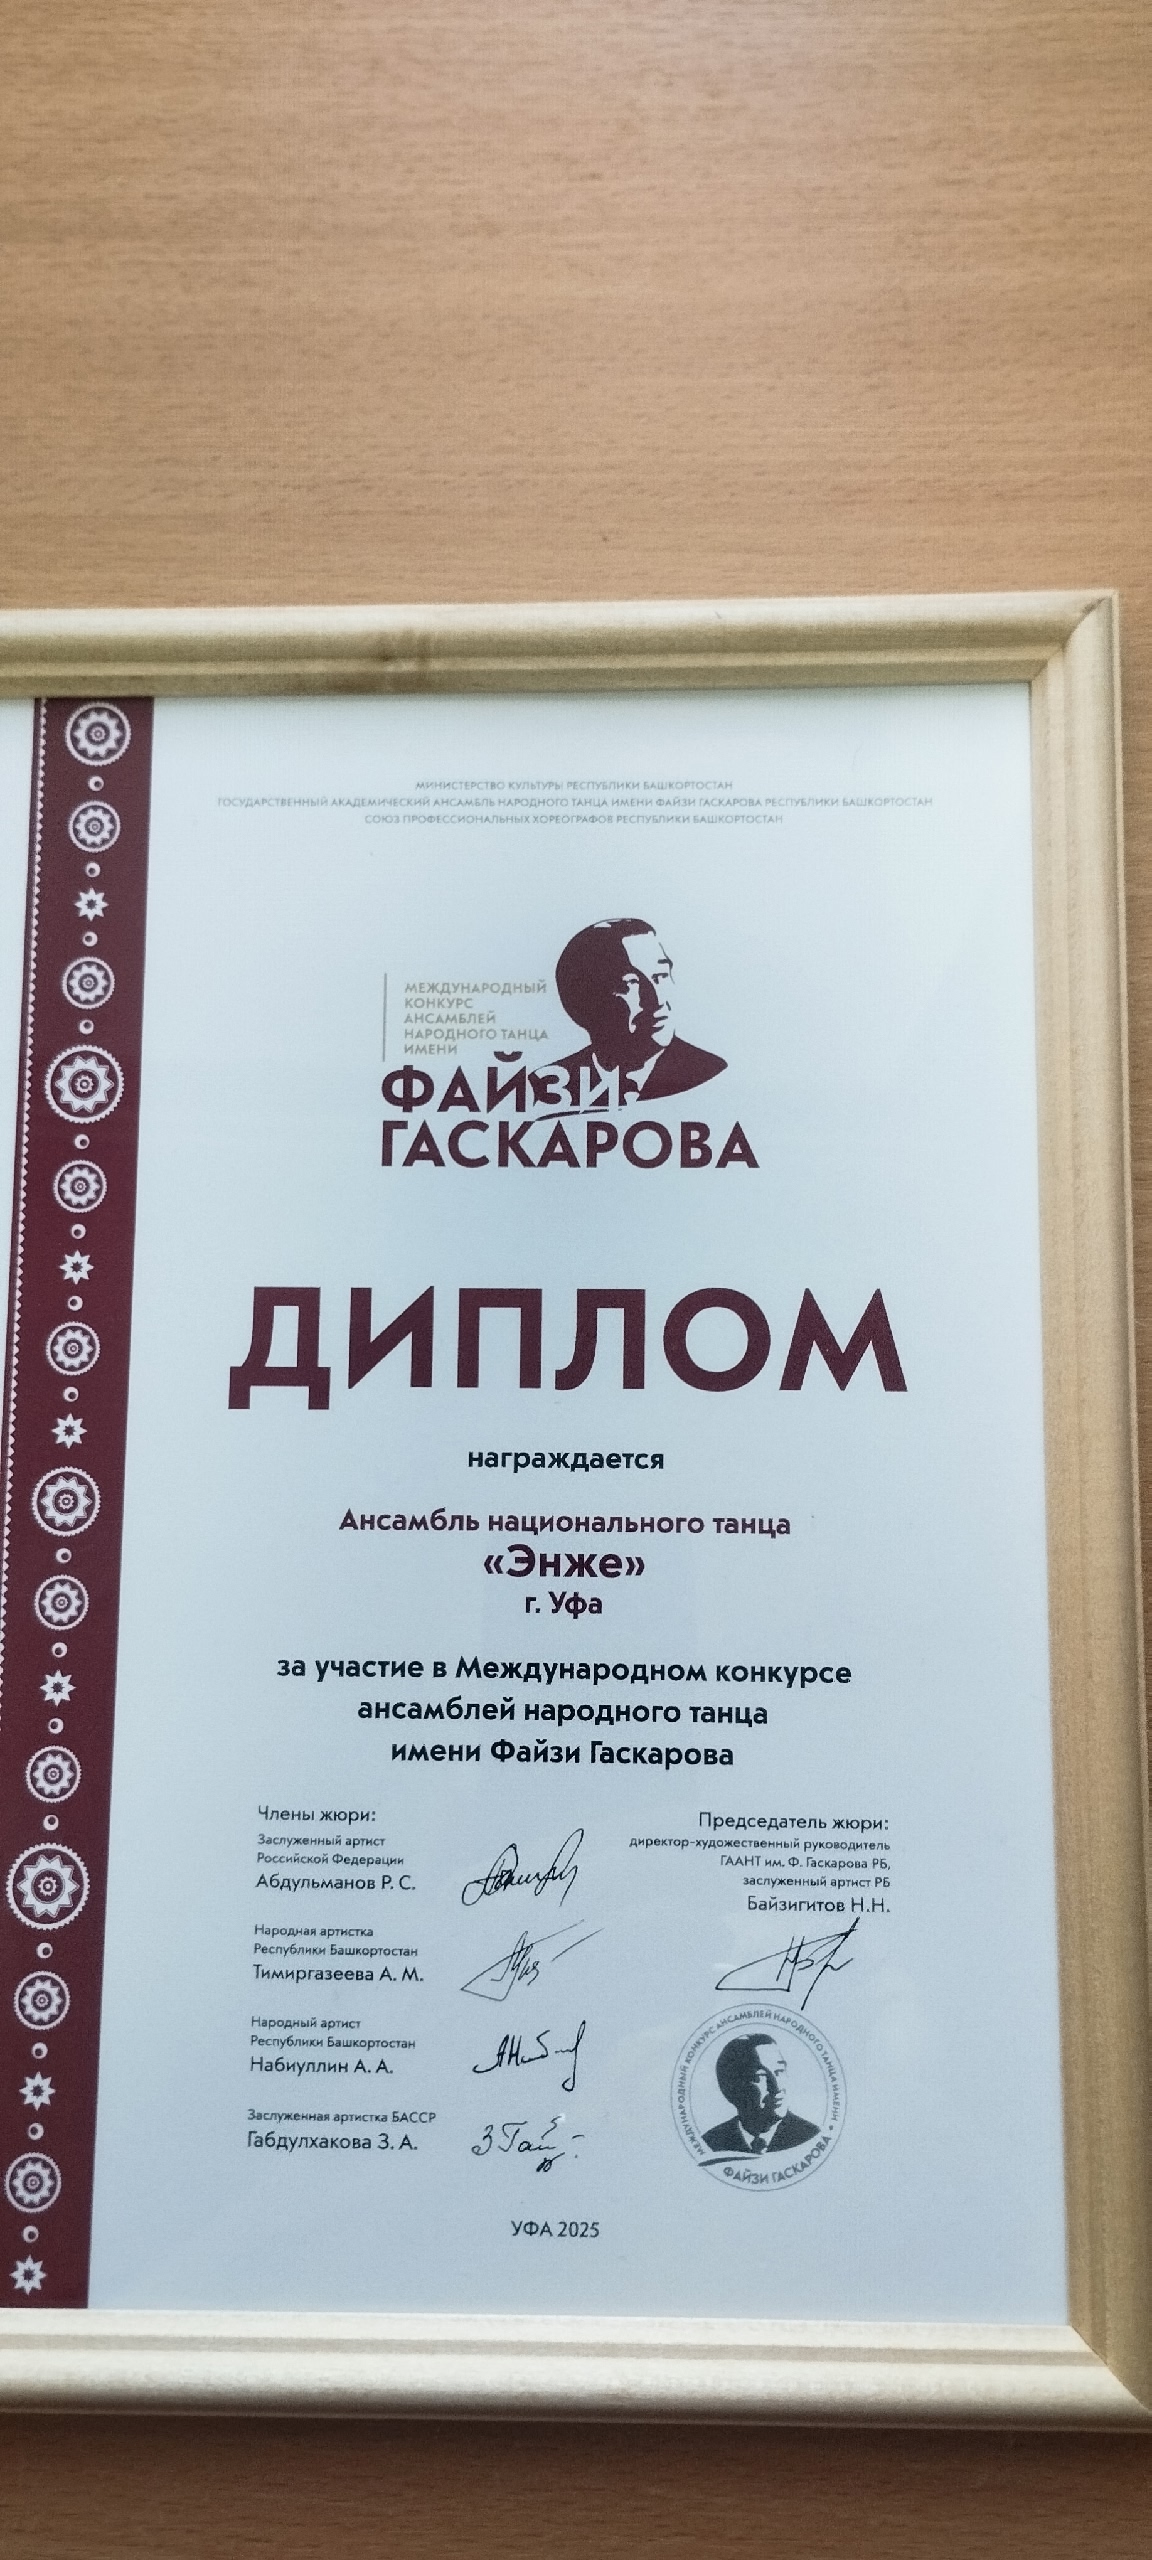 МИНИСТЕРСТВО КУЛЬТУРЫ РЕСПУБЛИКИ БАШКОРТОСТАН
ГОСУДАРСТВЕННЫЙ АКАДЕМИЧЕСКИЙ АНСАМБЛЬ НАРОДНОГО ТАНЦА ИМЕНИ ФАЙЗИ ГАСКАРОВА РЕСПУБЛИКИ БАШКОРТОСТАН
СОЮЗ ПРОФЕССИОНАЛЬНЫХ ХОРЕОГРАФОВ РЕСПУБЛИКИ БАШКОРТОСТАН
МЕЖДУНАРОДНЫЙ
КОНКУРС
АНСАМБЛЕЙ
НАРОДНОГО ТАНЦА
ИМЕНИ
ФАЙЗИ
ГАСКАРОВА
ДИПЛОМ
награждается
Ансамбль национального танца
«Энже»
г. Уфа
за участие в Международном конкурсе
ансамблей народного танца
имени Файзи Гаскарова
Члены жюри:
Заслуженный артист
Российской Федерации
Абдульманов Р. С.
Народная артистка
Республики Башкортостан
Тимиргазеева А. М.
Народный артист
Республики Башкортостан
Набиуллин А. А.
Заслуженная артистка БАССР
Габдулхакова З. А.
Председатель жюри:
директор-художественный руководитель
ГААНТ им. Ф. Гаскарова РБ,
заслуженный артист РБ
Байзигитов Н.Н.
МЕЖДУНАРОДНЫЙ КОНКУРС АНСАМБЛЕЙ НАРОДНОГО ТАНЦА ИМЕНИ
ФАЙЗИ ГАСКАРОВА
УФА 2025